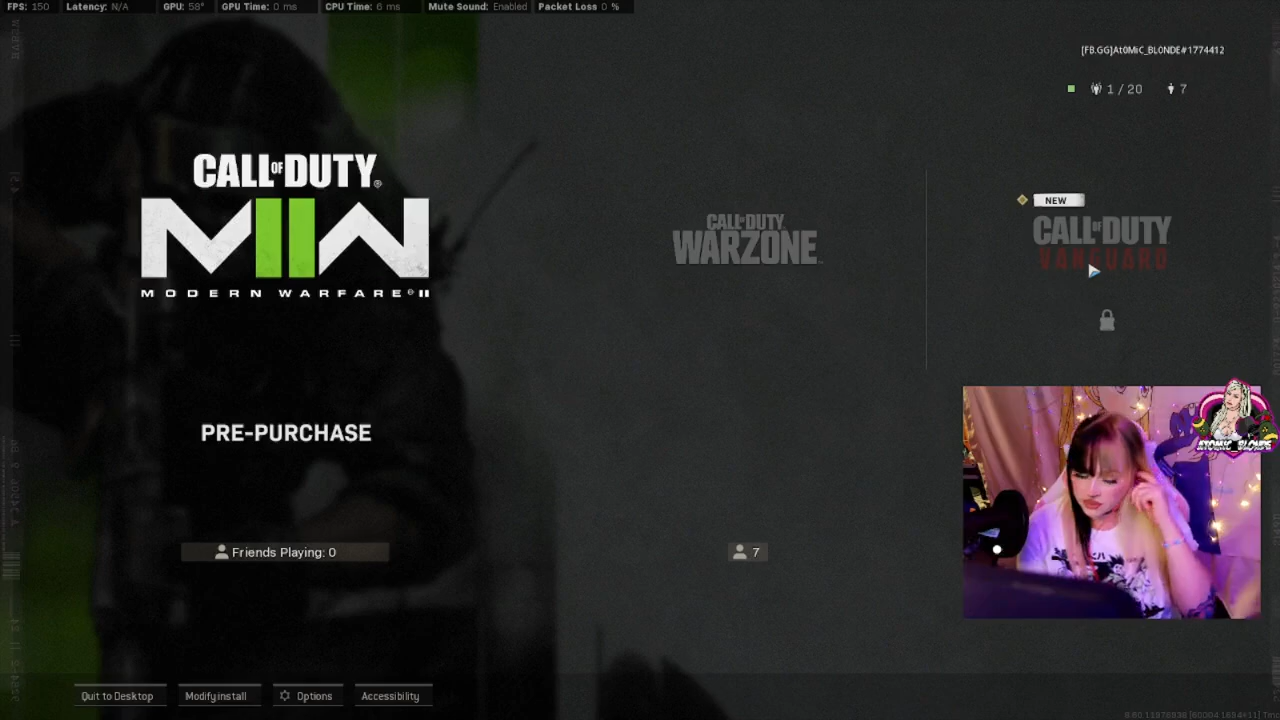 FPS: 150 Latency: N/A GPU: 58° GPU Time: 0 ms CPU Time: 6 ms Mute Sound: Enabled Packet Loss 0 %
[FB.GG]At0MiC_BLONDE#1774412
1 / 20 7
CALL OF DUTY®
MWII
MODERN WARFARE® II
CALL OF DUTY
WARZONE
NEW
CALL OF DUTY
VANGUARD
PRE-PURCHASE
ATOMIC_BLONDE
Friends Playing: 0
7
Quit to Desktop
Modify install
Options
Accessibility